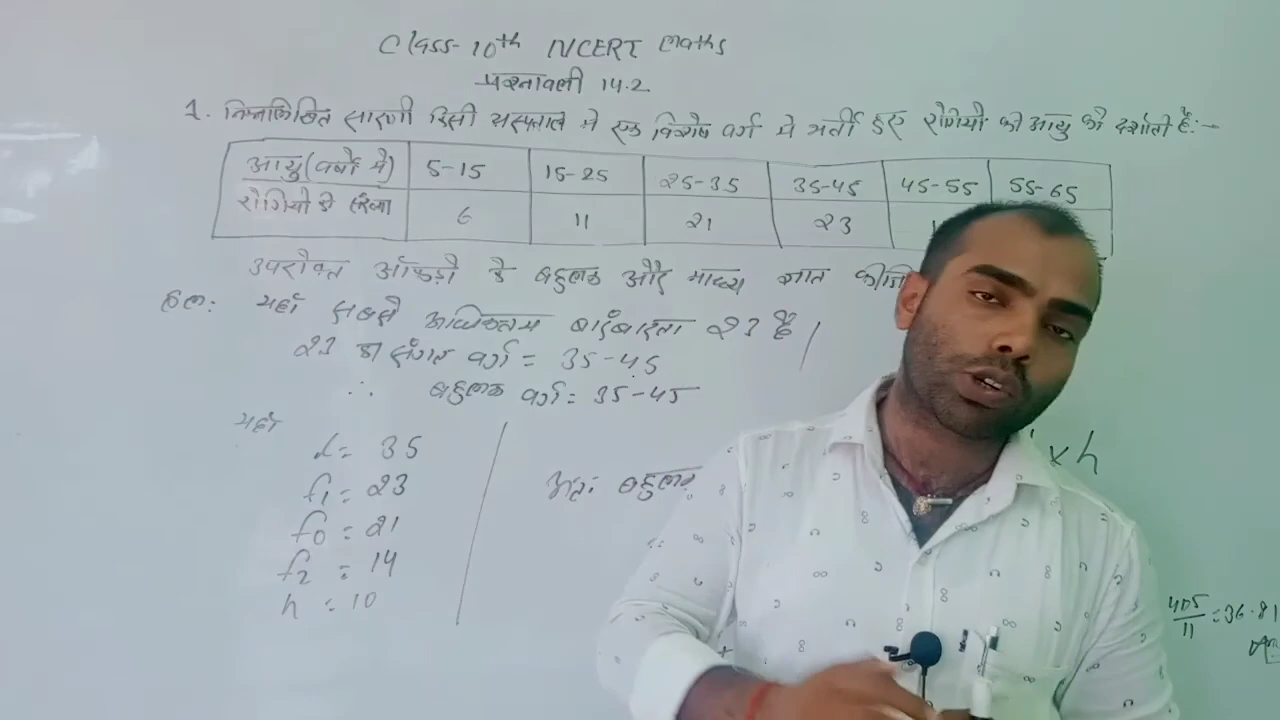 Class-10th NCERT Maths
प्रश्नावली 14.2
1. निम्नलिखित सारणी किसी अस्पताल मे एक विशेष वर्ग मे भर्ती हुए रोगियो की आयु को दर्शाती है:-
आयु(वर्षो मे) 5-15 15-25 25-35 35-45 45-55 55-65
रोगियो के संख्या 6 11 21 23
उपरोक्त आँकड़ो के बहुलक और माध्य ज्ञात
हल: यहाँ सबसे अधिकतम बारंबारता 23 है/
23 का संगत वर्ग = 35-45
∴ बहुलक वर्ग = 35-45
यहाँ
l = 35
f1 = 23
f0 = 21
f2 = 14
h = 10
अतः बहुलक
× h
405/11 = 36.81